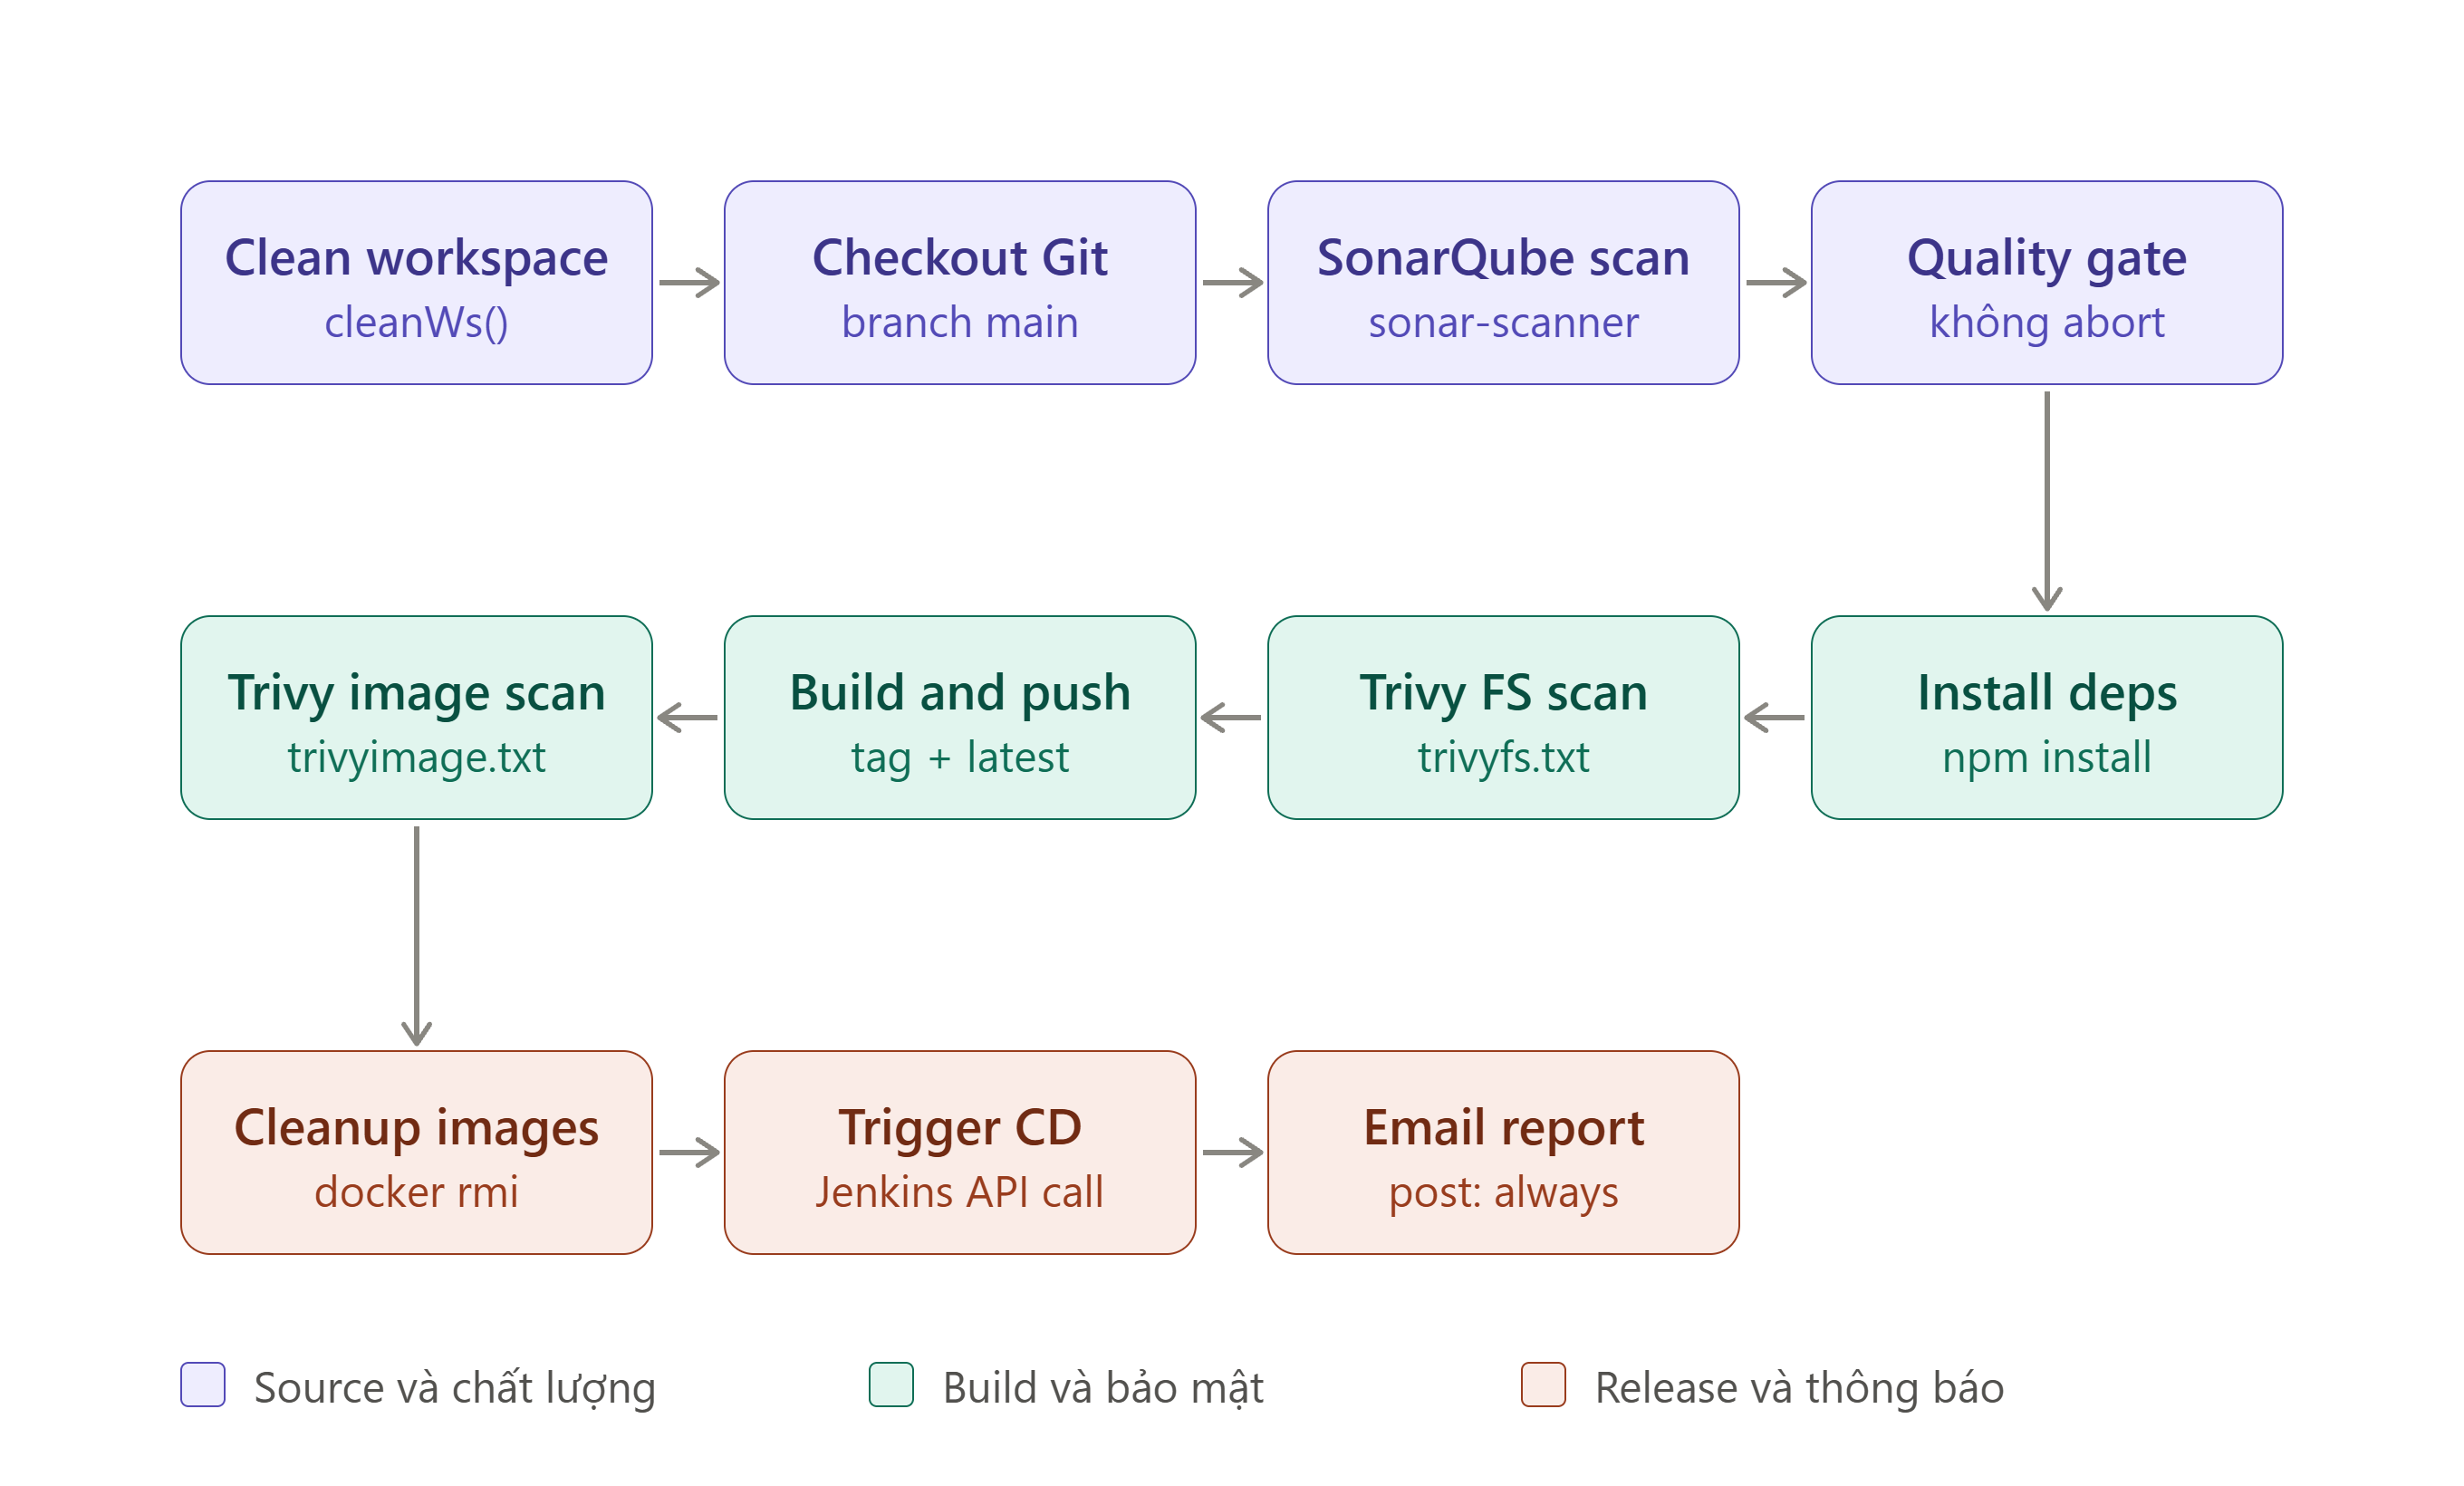 Clean workspace
cleanWs()
Checkout Git
branch main
SonarQube scan
sonar-scanner
Quality gate
không abort
Trivy image scan
trivyimage.txt
Build and push
tag + latest
Trivy FS scan
trivyfs.txt
Install deps
npm install
Cleanup images
docker rmi
Trigger CD
Jenkins API call
Email report
post: always
Source và chất lượng
Build và bảo mật
Release và thông báo